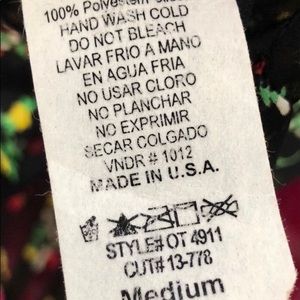 100% Polyester
HAND WASH COLD
DO NOT BLEACH
LAVAR FRIO A MANO
EN AGUA FRIA
NO USAR CLORO
NO PLANCHAR
NO EXPRIMIR
SECAR COLGADO
VNDR # 1012
MADE IN U.S.A.
STYLE# OT 4911
CUT# 13-778
Medium